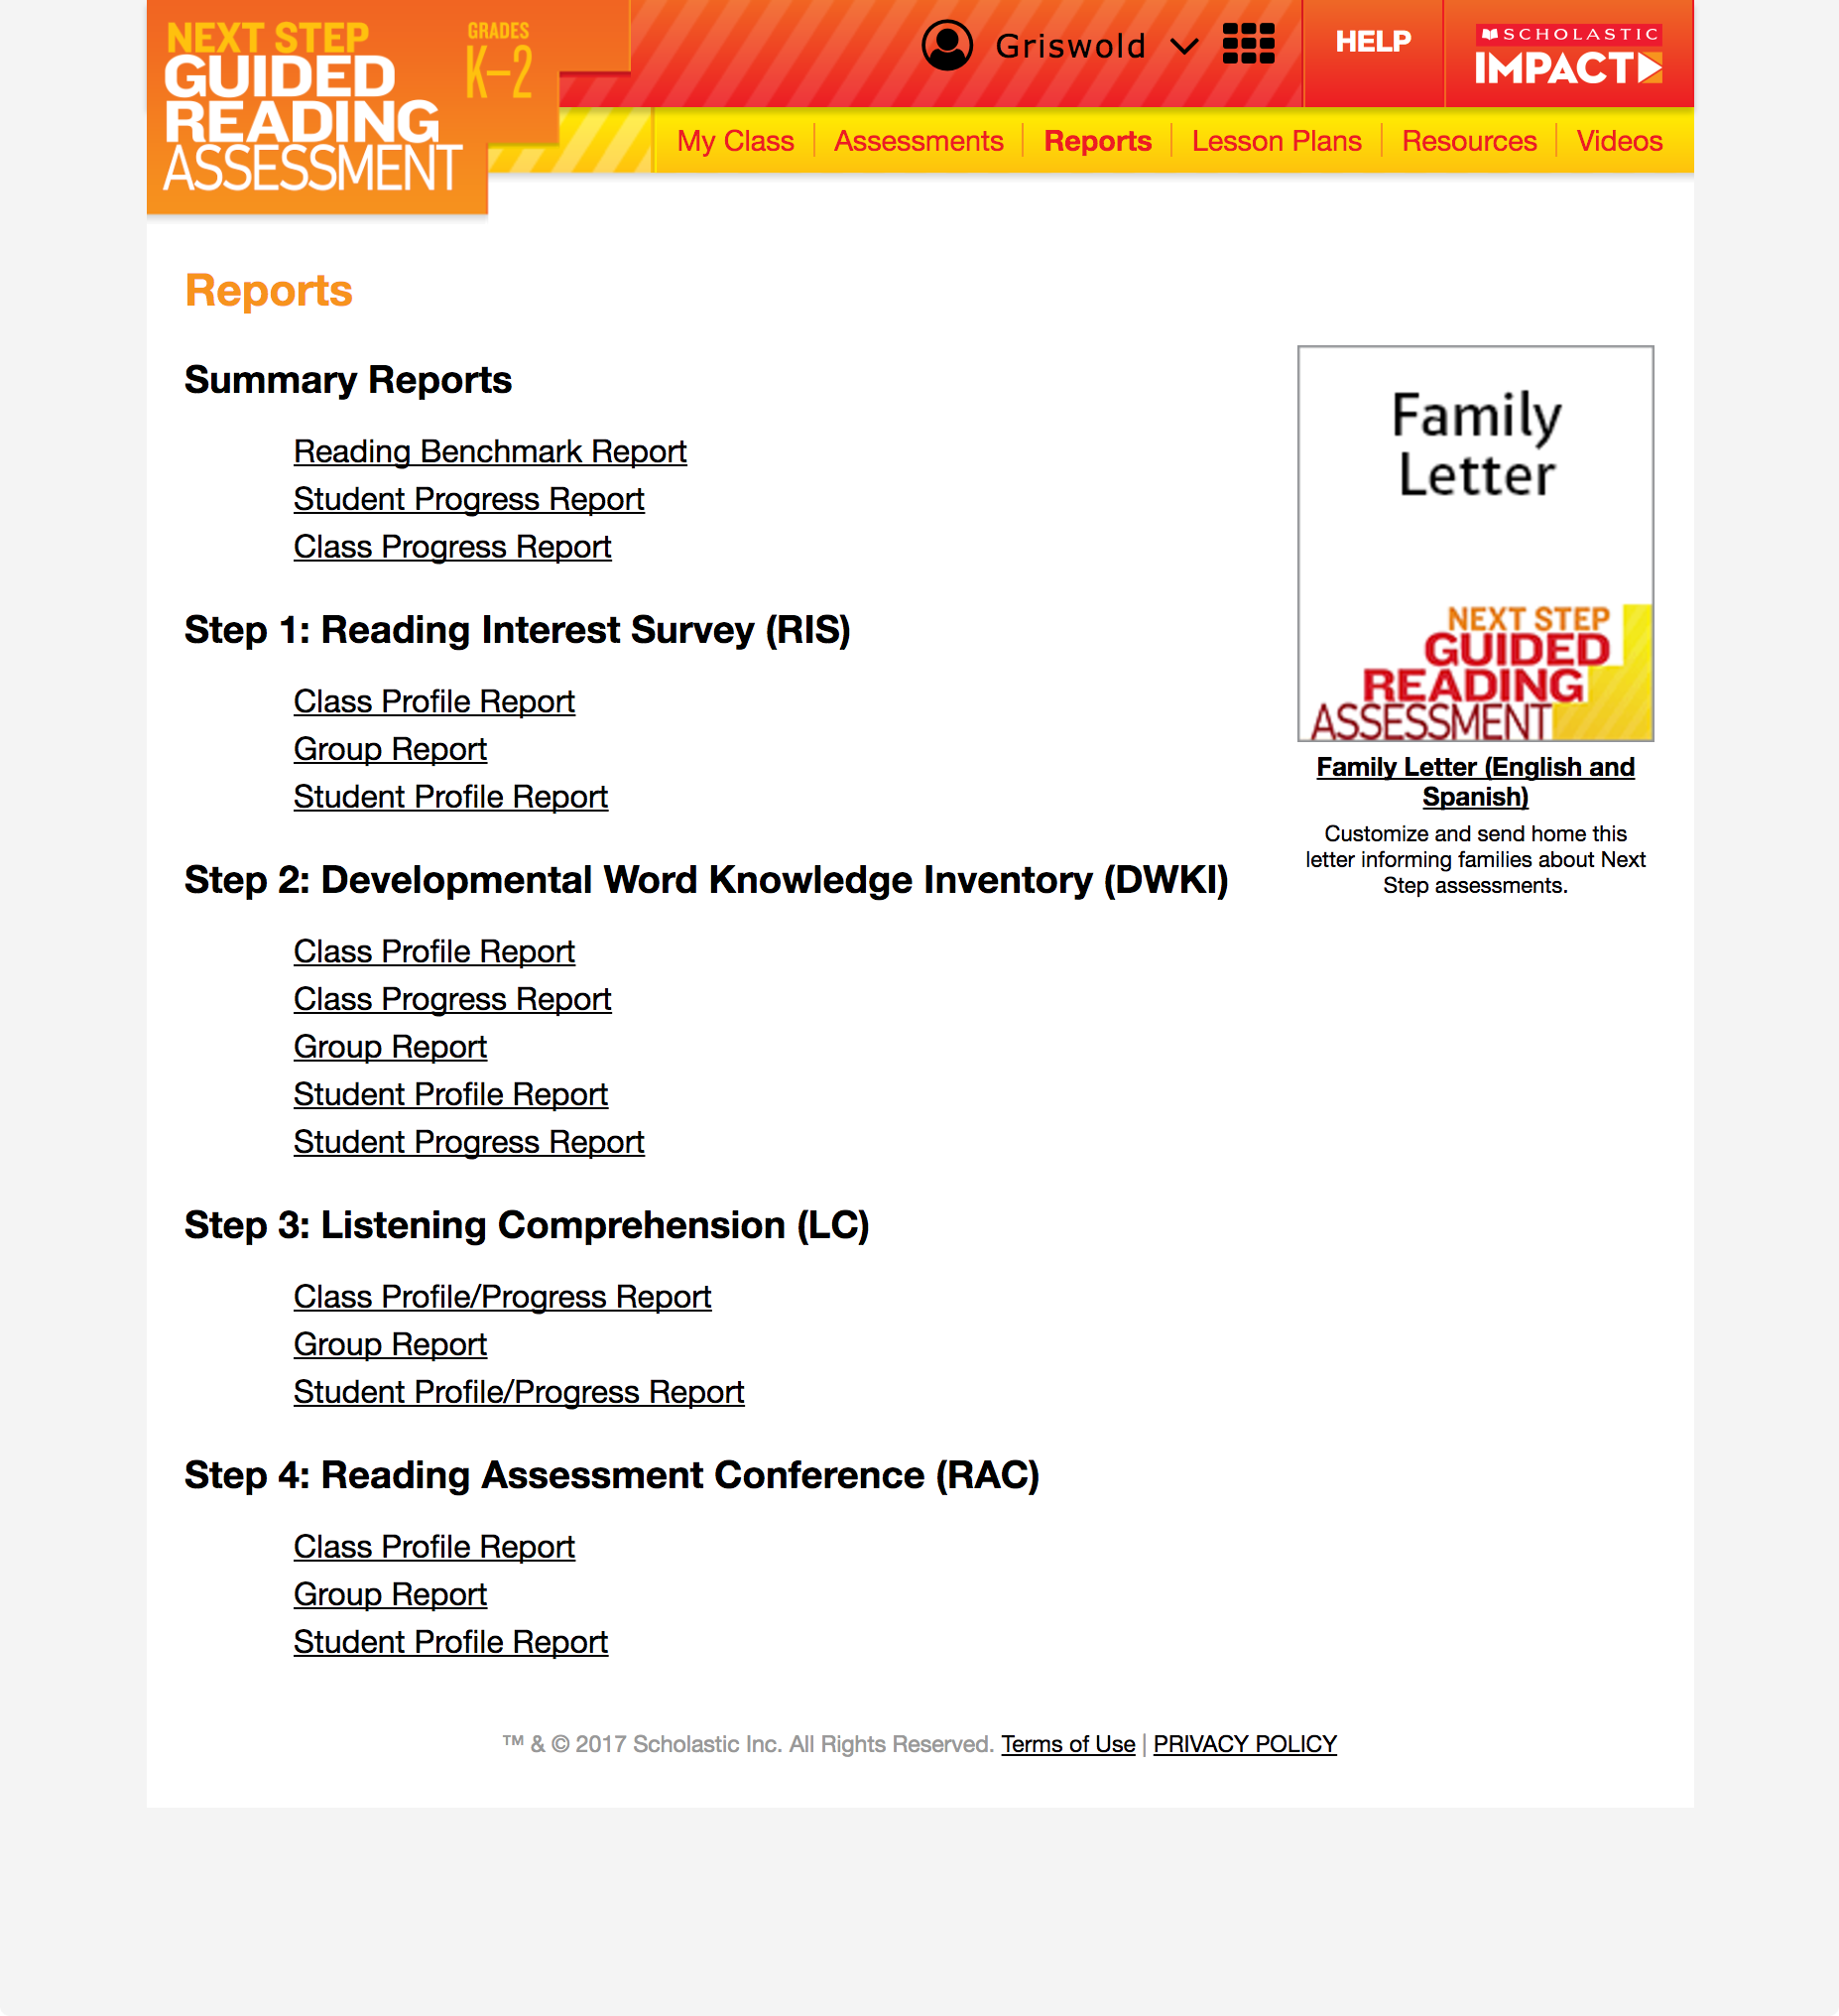 NEXT STEP
GUIDED
READING
ASSESSMENT
GRADES
K–2
Griswold
HELP
SCHOLASTIC
IMPACT
My Class
Assessments
Reports
Lesson Plans
Resources
Videos
Reports
Summary Reports
Reading Benchmark Report
Student Progress Report
Class Progress Report
Step 1: Reading Interest Survey (RIS)
Class Profile Report
Group Report
Student Profile Report
Step 2: Developmental Word Knowledge Inventory (DWKI)
Class Profile Report
Class Progress Report
Group Report
Student Profile Report
Student Progress Report
Step 3: Listening Comprehension (LC)
Class Profile/Progress Report
Group Report
Student Profile/Progress Report
Step 4: Reading Assessment Conference (RAC)
Class Profile Report
Group Report
Student Profile Report
Family
Letter
NEXT STEP
GUIDED
READING
ASSESSMENT
Family Letter (English and
Spanish)
Customize and send home this
letter informing families about Next
Step assessments.
™ & © 2017 Scholastic Inc. All Rights Reserved. Terms of Use | PRIVACY POLICY